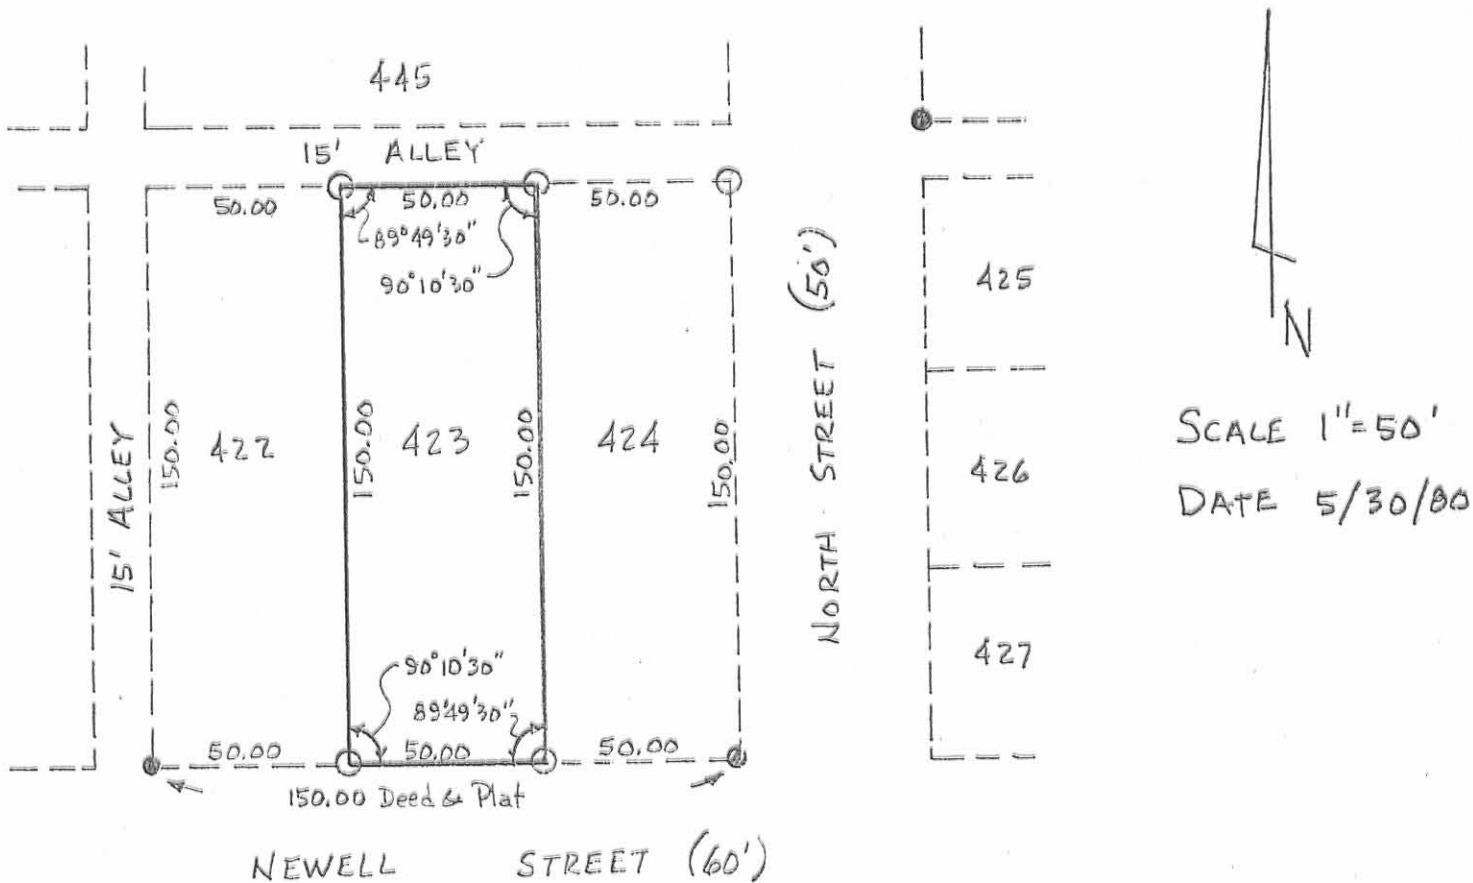 445
15' ALLEY
50.00 50.00 50.00
89°49'30"
90°10'30"
NORTH STREET (50')
425
N
15' ALLEY
150.00
422
150.00
423
150.00
424
150.00
426
SCALE 1"=50'
DATE 5/30/80
427
90°10'30"
89°49'30"
50.00 50.00 50.00
150.00 Deed & Plat
NEWELL STREET (60')